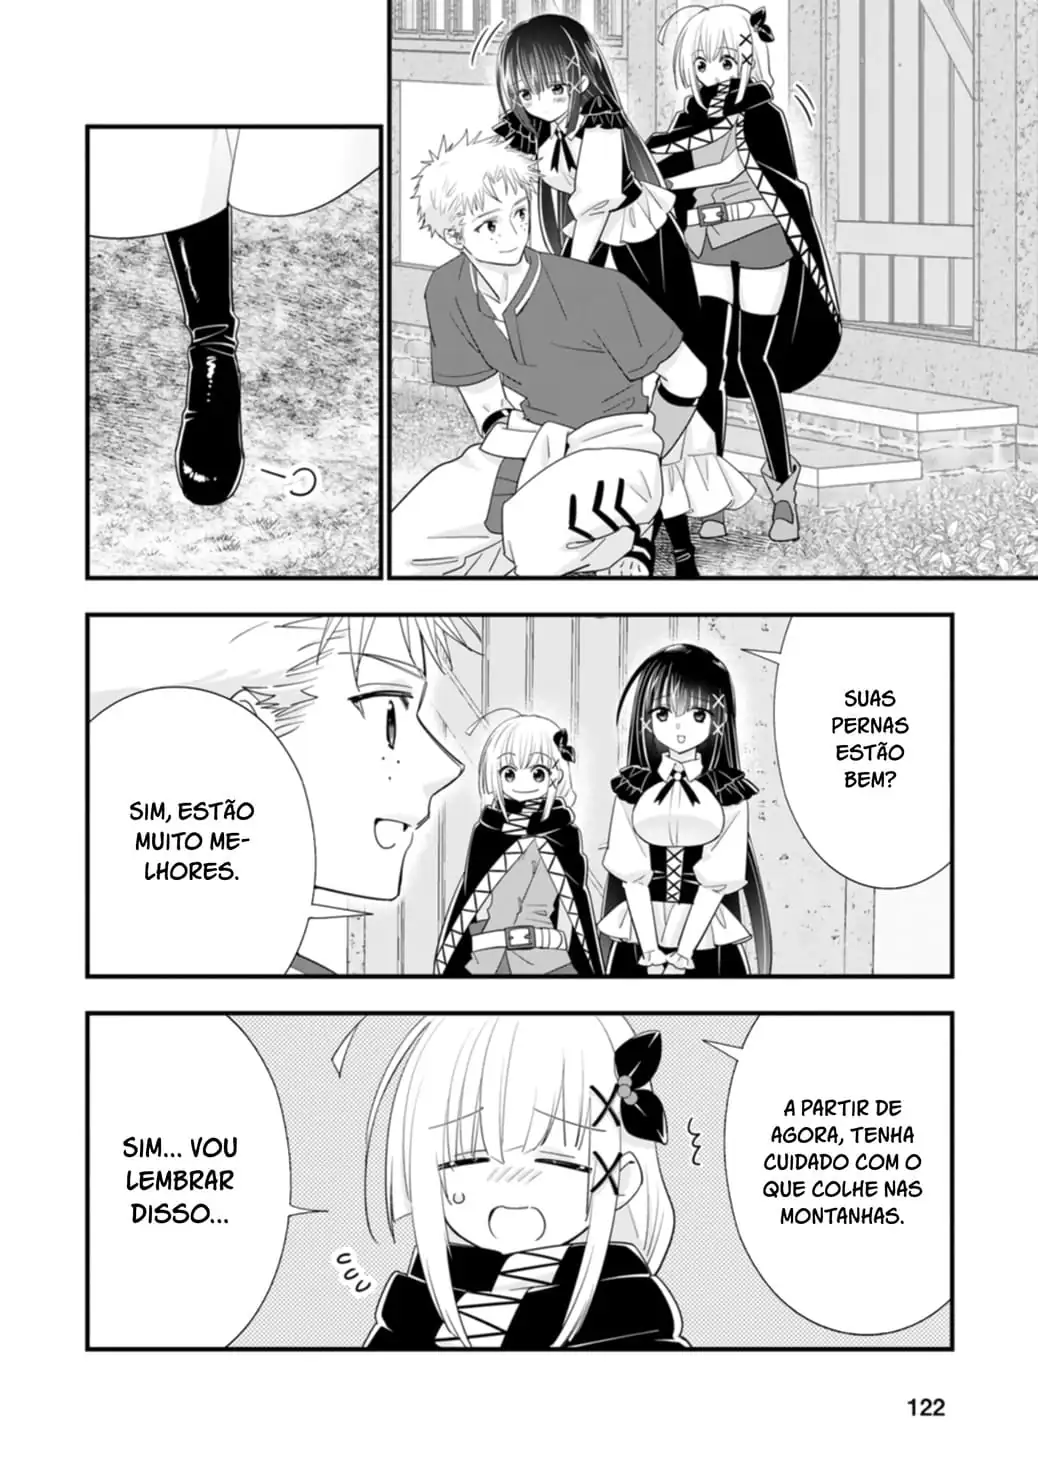 SUAS
PERNAS
ESTÃO
BEM?
SIM, ESTÃO
MUITO ME-
LHORES.
A PARTIR DE
AGORA, TENHA
CUIDADO COM O
QUE COLHE NAS
MONTANHAS.
SIM... VOU
LEMBRAR
DISSO...
122